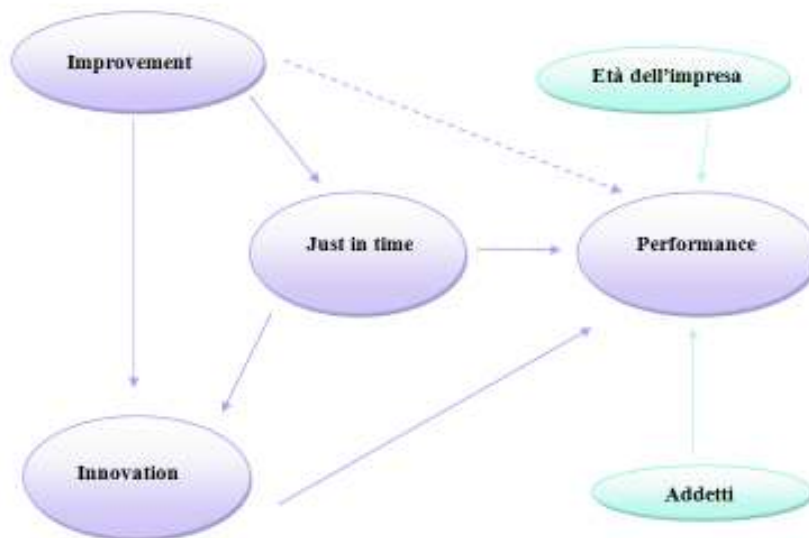 Improvement
Età dell'impresa
Just in time
Performance
Innovation
Addetti